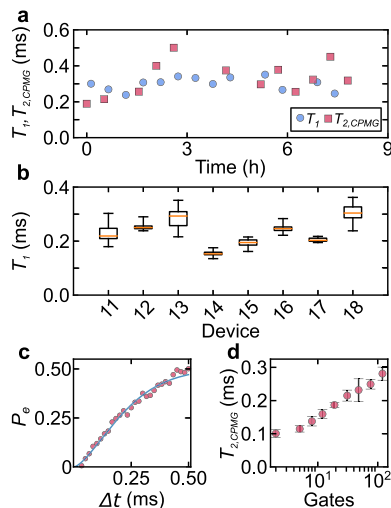 a
T1, T2,CPMG (ms)
0.6
0.4
0.2
0.0
0
3
6
9
Time (h)
T1
T2,CPMG
b
T1 (ms)
0.4
0.2
0.0
11
12
13
14
15
16
17
18
Device
c
Pe
0.50
0.25
0.00
0.25
0.50
Δt (ms)
d
T2,CPMG (ms)
0.3
0.2
0.1
0.0
10¹
10²
Gates